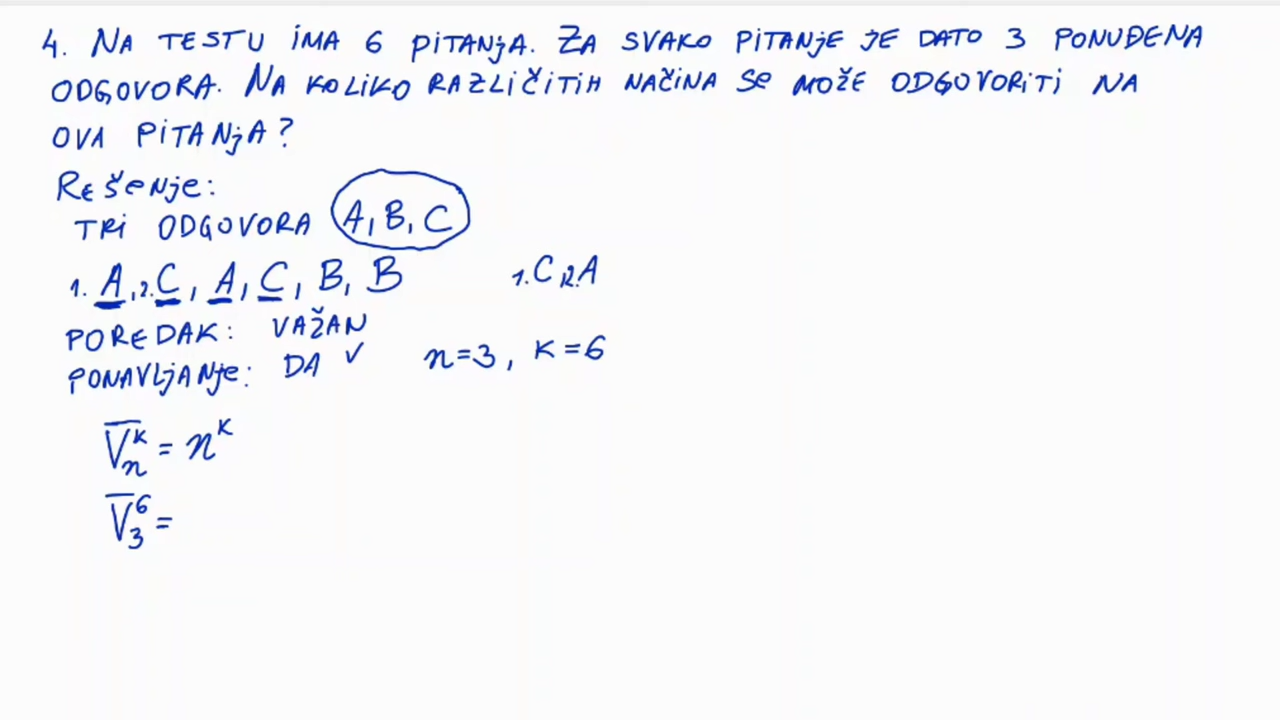 4. NA TESTU IMA 6 PITANJA. ZA SVAKO PITANJE JE DATO 3 PONUĐENA
ODGOVORA. NA KOLIKO RAZLIČITIH NAČINA SE MOŽE ODGOVORITI NA
OVA PITANJA?
REŠENJE:
TRI ODGOVORA A, B, C
1. A, 2. C, A, C, B, B 1. C 2. A
POREDAK: VAŽAN
PONAVLJANJE: DA ✓ n=3, K=6
V̅ₙᴷ = nᴷ
V̅₃⁶ =